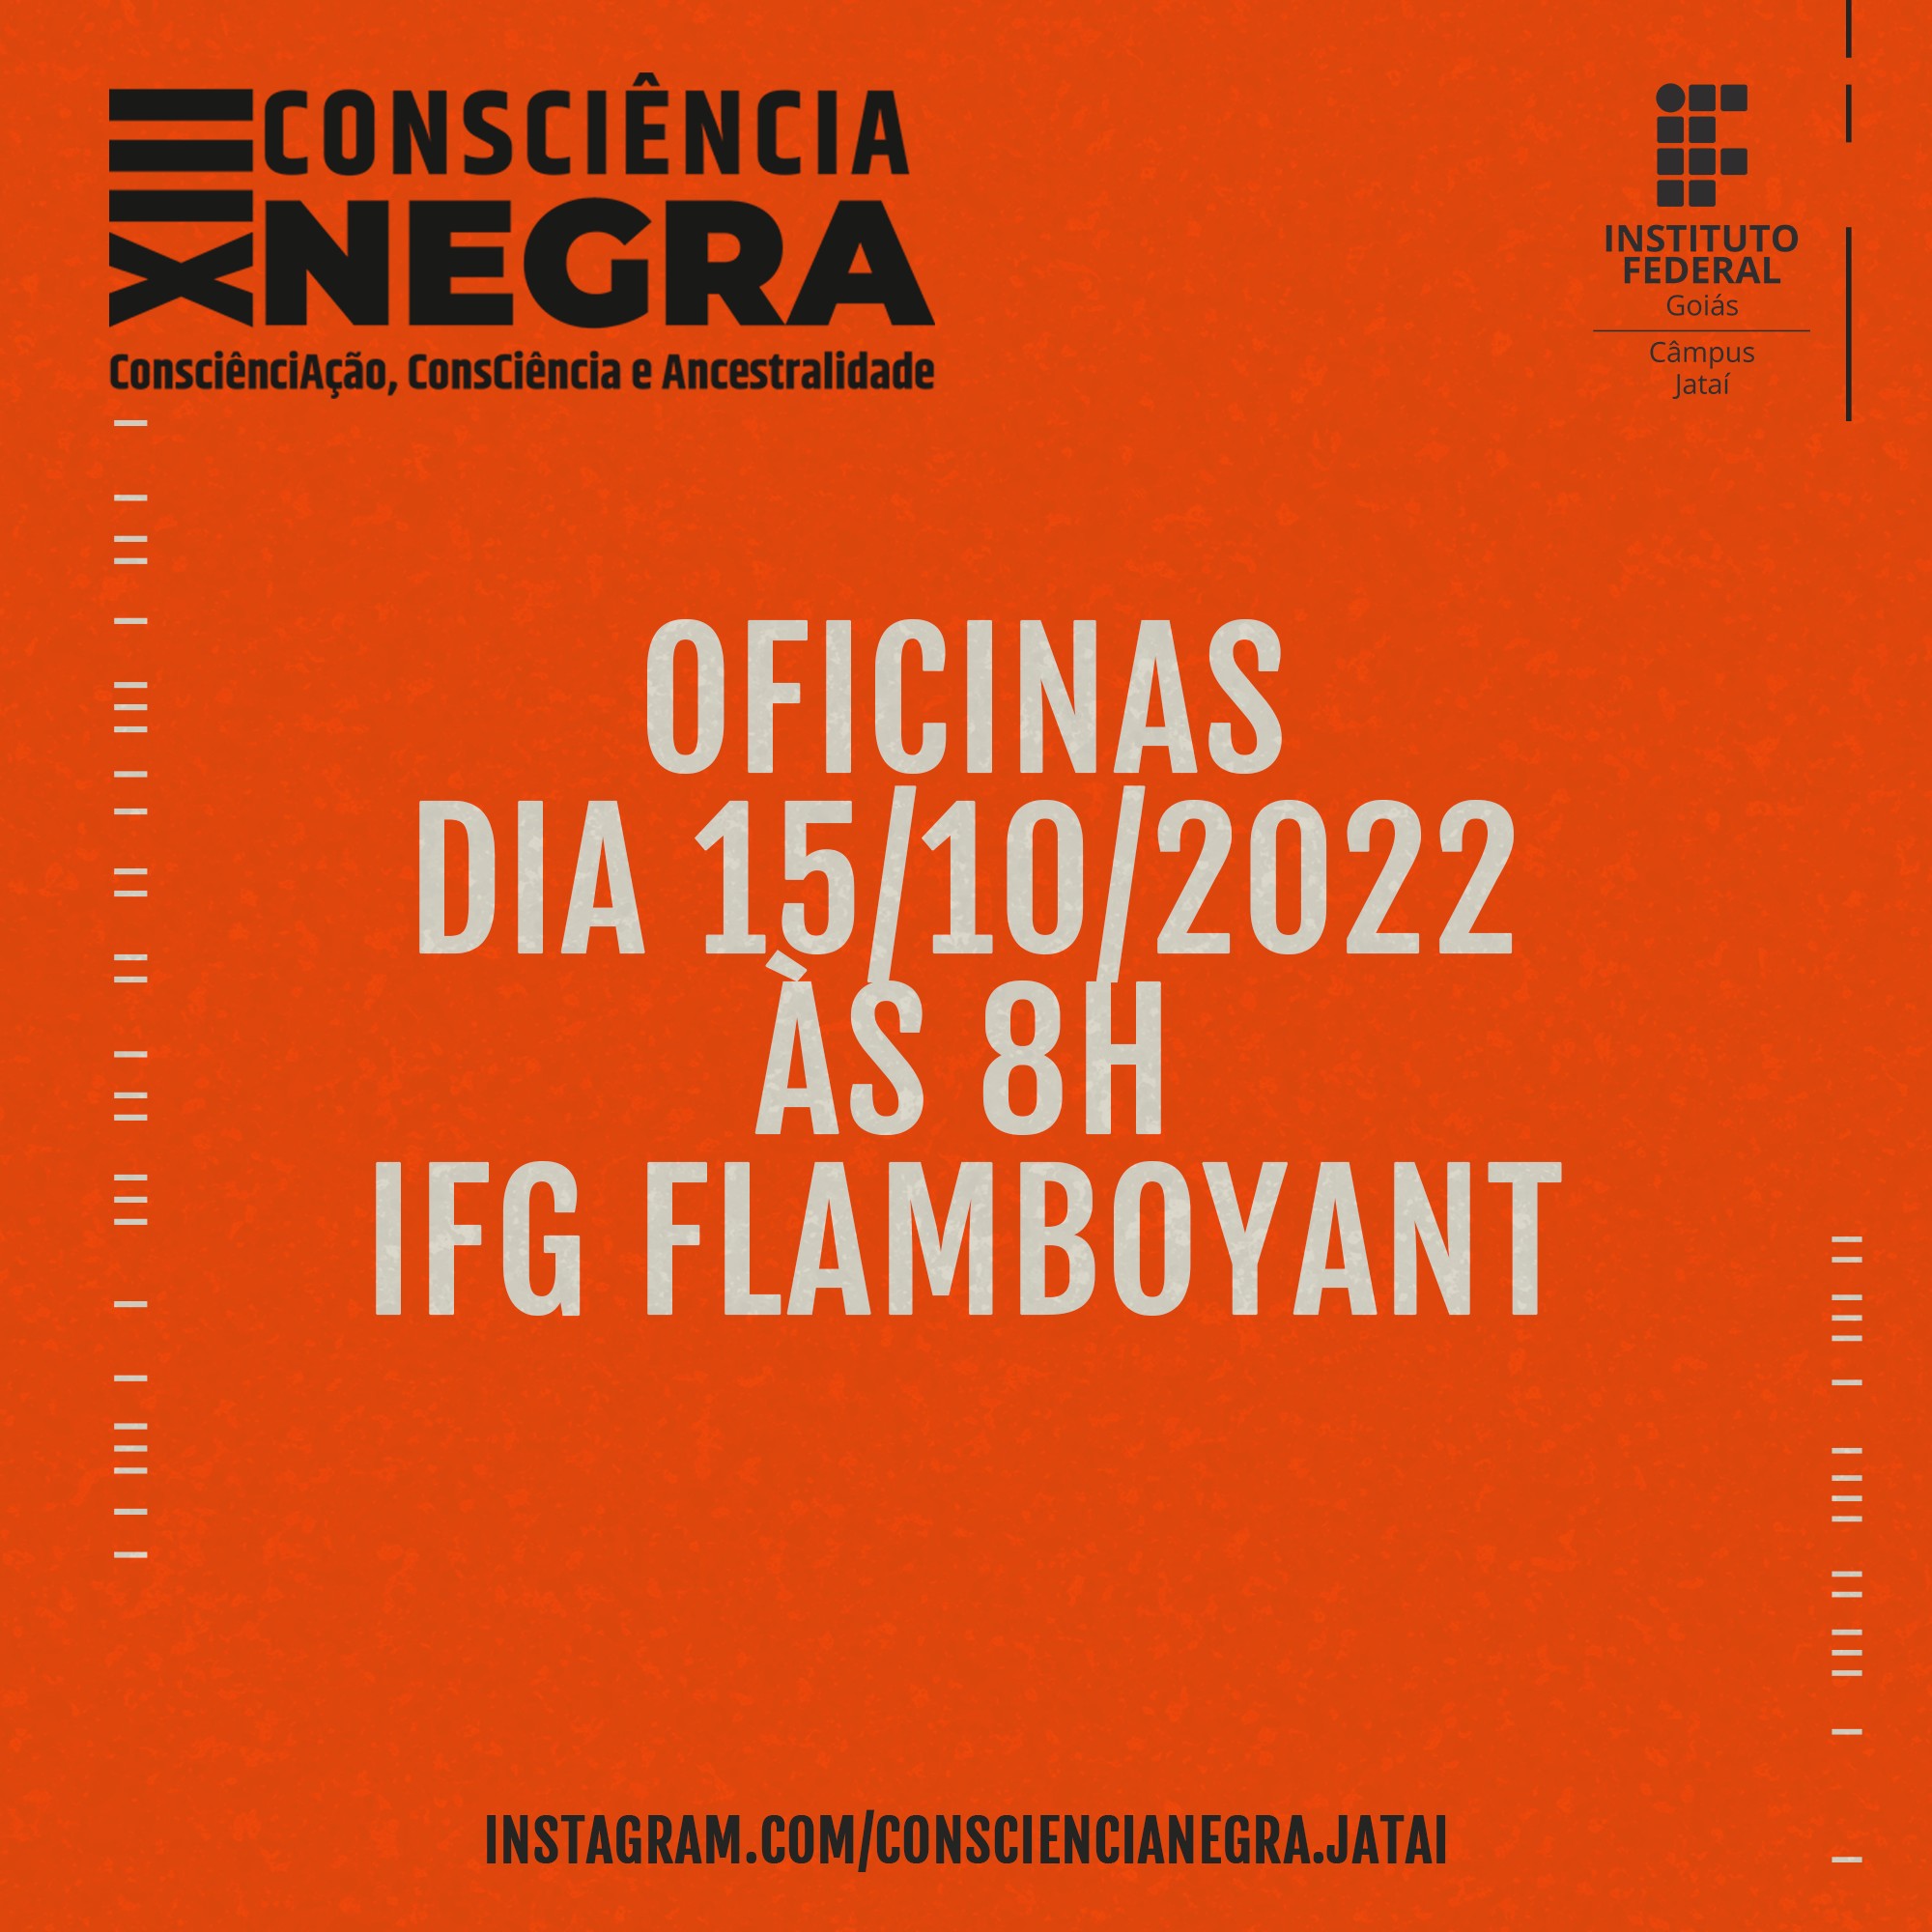 XIII
CONSCIÊNCIA
NEGRA
ConsciênciAção, ConsCiência e Ancestralidade
INSTITUTO
FEDERAL
Goiás
Câmpus
Jataí
OFICINAS
DIA 15/10/2022
ÀS 8H
IFG FLAMBOYANT
INSTAGRAM.COM/CONSCIENCIANEGRA.JATAI